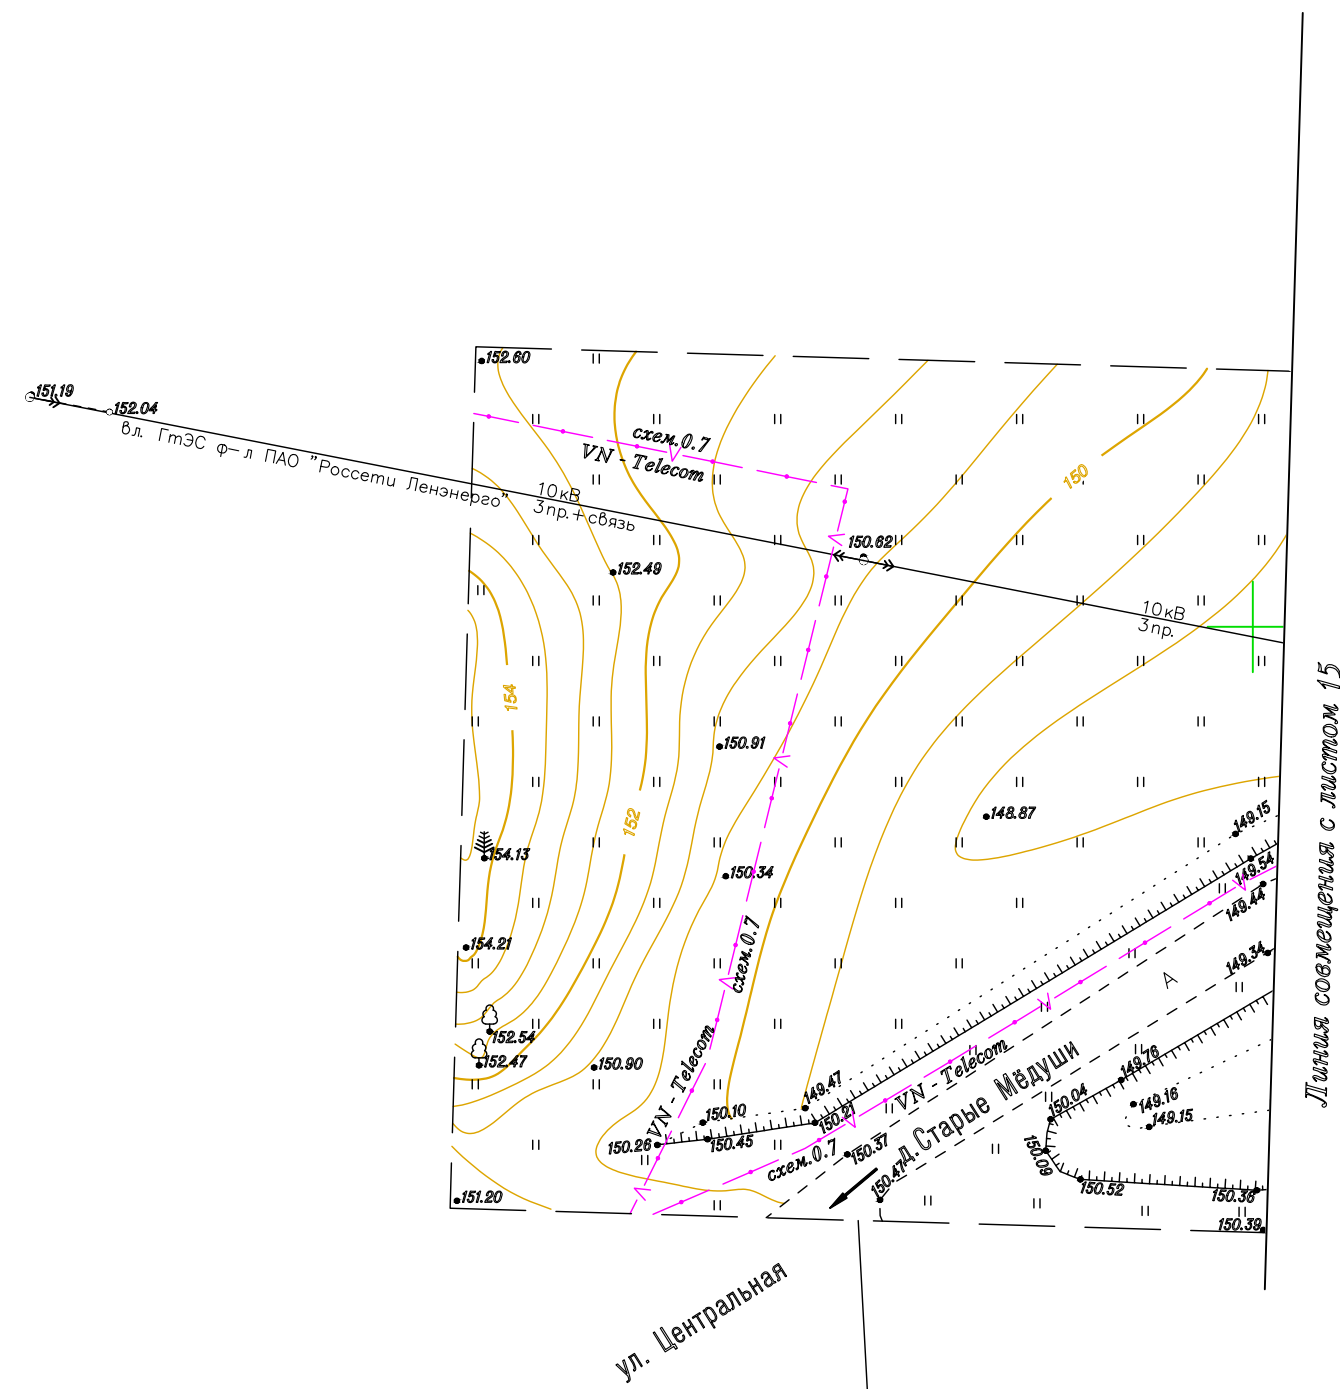 152.60
151.19
152.04
вл. ГтЭС ф-л ПАО "Россети Ленэнерго"
схем.0.7
VN - Telecom
10кВ
3пр.+связь
150
150.62
152.49
10кВ
3пр.
154
150.91
152
148.87
149.15
154.13
149.54
150.34
149.44
154.21
схем.0.7
149.34
А
152.54
152.47
VN - Telecom
150.90
VN - Telecom
д.Старые Мёдуши
149.76
149.47
150.10
150.21
150.04
149.16
149.15
150.26
150.45
150.37
150.09
схем.0.7
150.47
150.52
150.36
151.20
150.39
ул. Центральная
Линия совмещения с листом 15